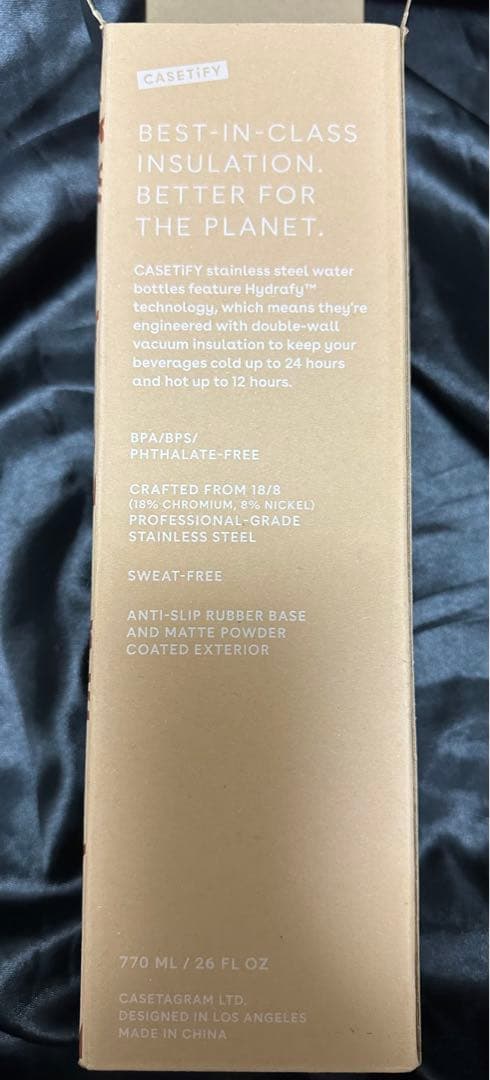 CASETiFY
BEST-IN-CLASS
INSULATION.
BETTER FOR
THE PLANET.
CASETiFY stainless steel water
bottles feature Hydrafy™
technology, which means they're
engineered with double-wall
vacuum insulation to keep your
beverages cold up to 24 hours
and hot up to 12 hours.
BPA/BPS/
PHTHALATE-FREE
CRAFTED FROM 18/8
(18% CHROMIUM, 8% NICKEL)
PROFESSIONAL-GRADE
STAINLESS STEEL
SWEAT-FREE
ANTI-SLIP RUBBER BASE
AND MATTE POWDER
COATED EXTERIOR
770 ML / 26 FL OZ
CASETAGRAM LTD.
DESIGNED IN LOS ANGELES
MADE IN CHINA